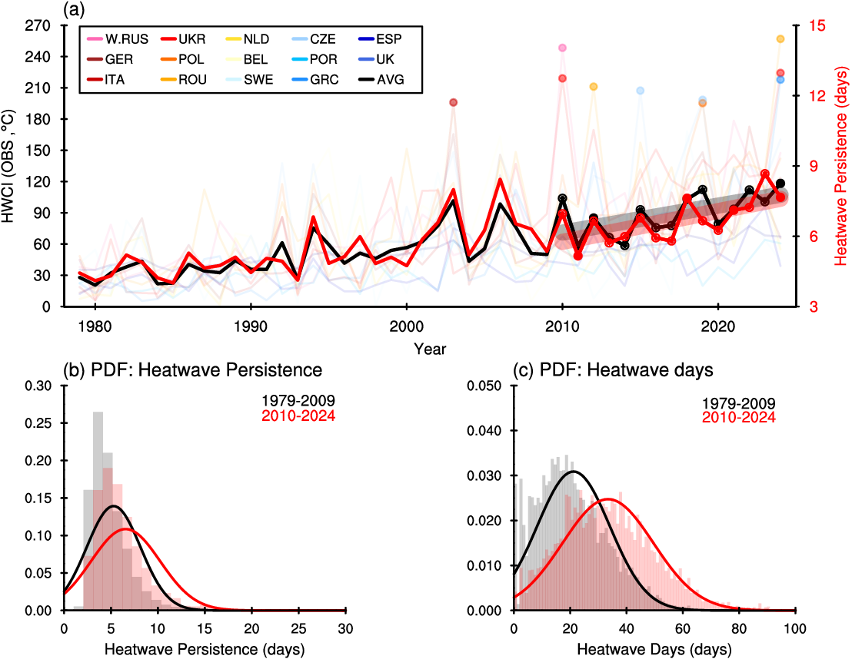 (a)
W.RUS UKR NLD CZE ESP
GER POL BEL POR UK
ITA ROU SWE GRC AVG
270
240
210
180
150
120
90
60
30
0
HWCI (OBS ,°C)
15
12
9
6
3
Heatwave Persistence (days)
1980 1990 2000 2010 2020
Year
(b) PDF: Heatwave Persistence
1979-2009
2010-2024
0.30
0.25
0.20
0.15
0.10
0.05
0.00
0 5 10 15 20 25 30
Heatwave Persistence (days)
(c) PDF: Heatwave days
1979-2009
2010-2024
0.050
0.040
0.030
0.020
0.010
0.000
0 20 40 60 80 100
Heatwave Days (days)